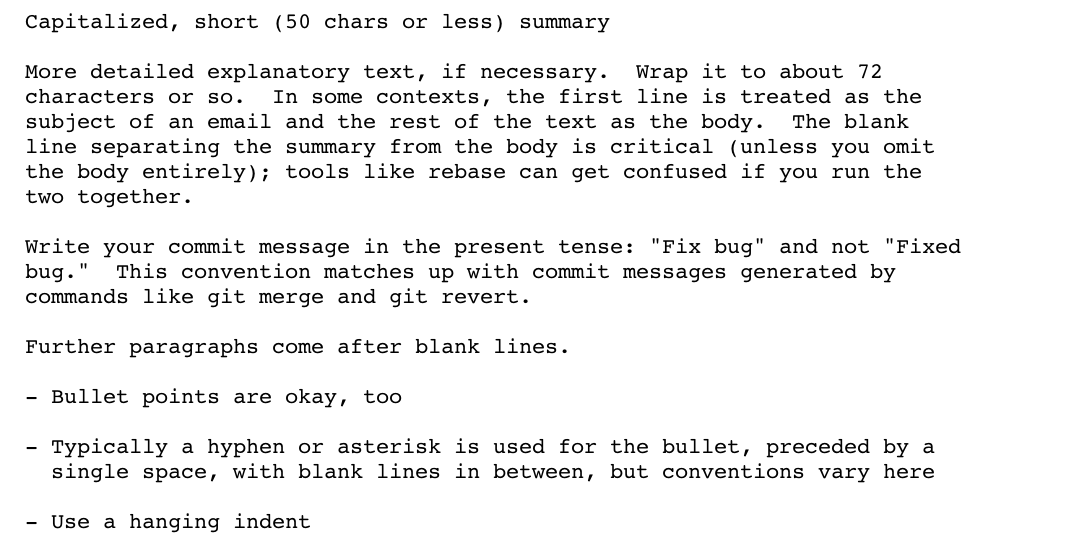 Capitalized, short (50 chars or less) summary
More detailed explanatory text, if necessary.  Wrap it to about 72
characters or so.  In some contexts, the first line is treated as the
subject of an email and the rest of the text as the body.  The blank
line separating the summary from the body is critical (unless you omit
the body entirely); tools like rebase can get confused if you run the
two together.
Write your commit message in the present tense: "Fix bug" and not "Fixed
bug."  This convention matches up with commit messages generated by
commands like git merge and git revert.
Further paragraphs come after blank lines.
- Bullet points are okay, too
- Typically a hyphen or asterisk is used for the bullet, preceded by a
  single space, with blank lines in between, but conventions vary here
- Use a hanging indent